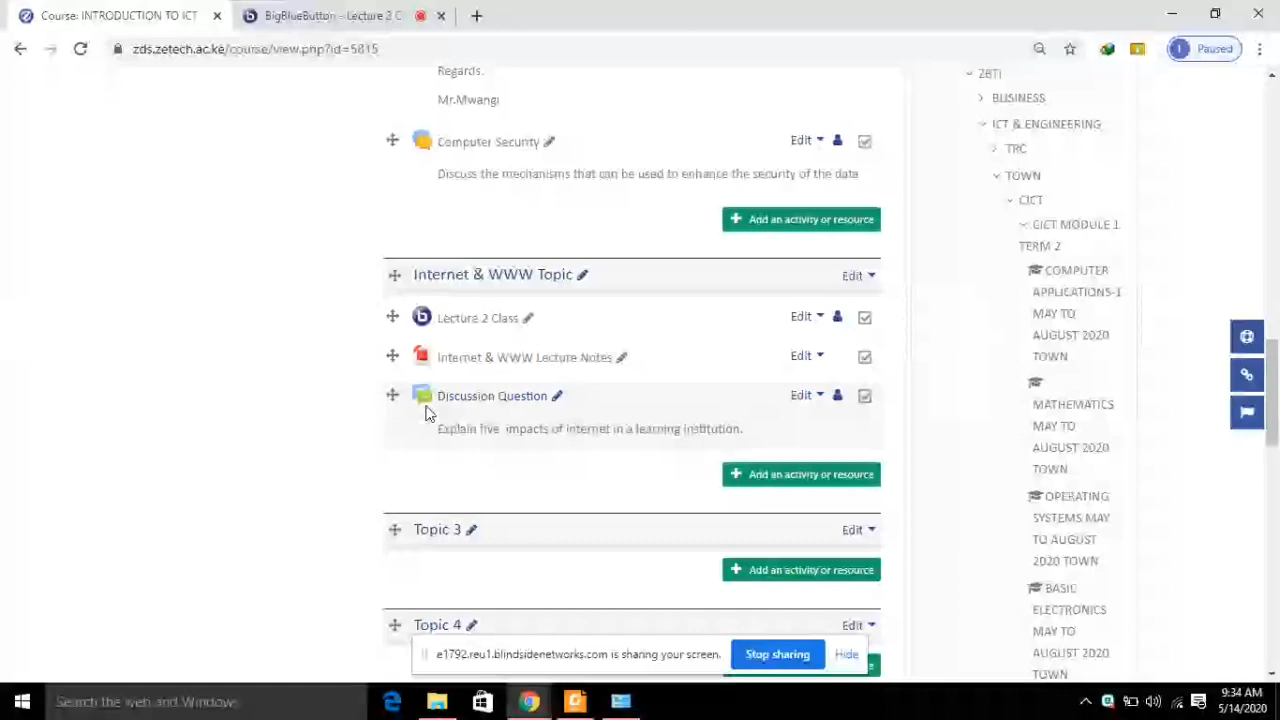 Course: INTRODUCTION TO ICT
BigBlueButton - Lecture 2 C
zds.zetech.ac.ke/course/view.php?id=5815
Paused
Regards.
Mr.Mwangi
Computer Security
Edit
Discuss the mechanisms that can be used to enhance the security of the data
Add an activity or resource
Internet & WWW Topic
Edit
Lecture 2 Class
Edit
Internet & WWW Lecture Notes
Edit
Discussion Question
Edit
Explain five impacts of internet in a learning institution.
Add an activity or resource
Topic 3
Edit
Add an activity or resource
Topic 4
Edit
e1792.reu1.blindsidenetworks.com is sharing your screen.
Stop sharing
Hide
ZBTI
BUSINESS
ICT & ENGINEERING
TRC
TOWN
CICT
CICT MODULE 1
TERM 2
COMPUTER
APPLICATIONS-1
MAY TO
AUGUST 2020
TOWN
MATHEMATICS
MAY TO
AUGUST 2020
TOWN
OPERATING
SYSTEMS MAY
TO AUGUST
2020 TOWN
BASIC
ELECTRONICS
MAY TO
AUGUST 2020
TOWN
Search the web and Windows
9:34 AM
5/14/2020